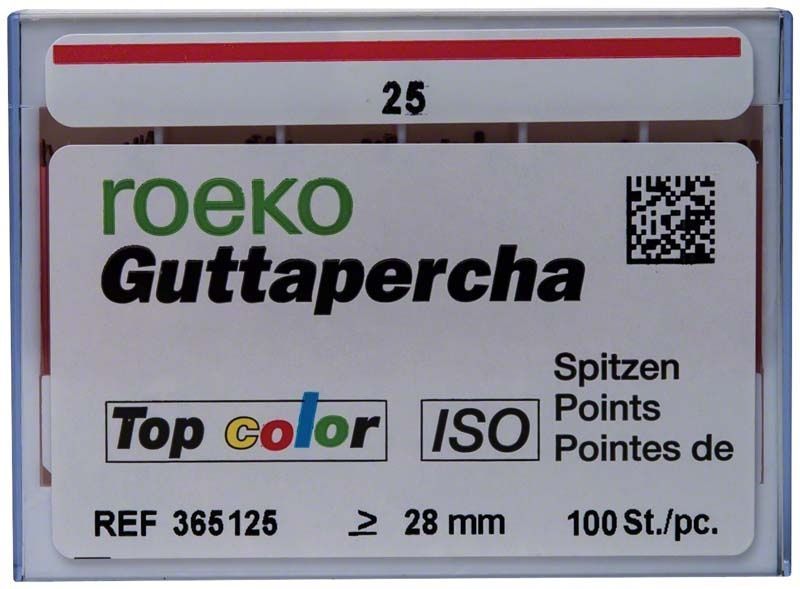 25
roeko
Guttapercha
Top color
ISO
Spitzen
Points
Pointes de
REF 365125
≥ 28 mm
100 St./pc.